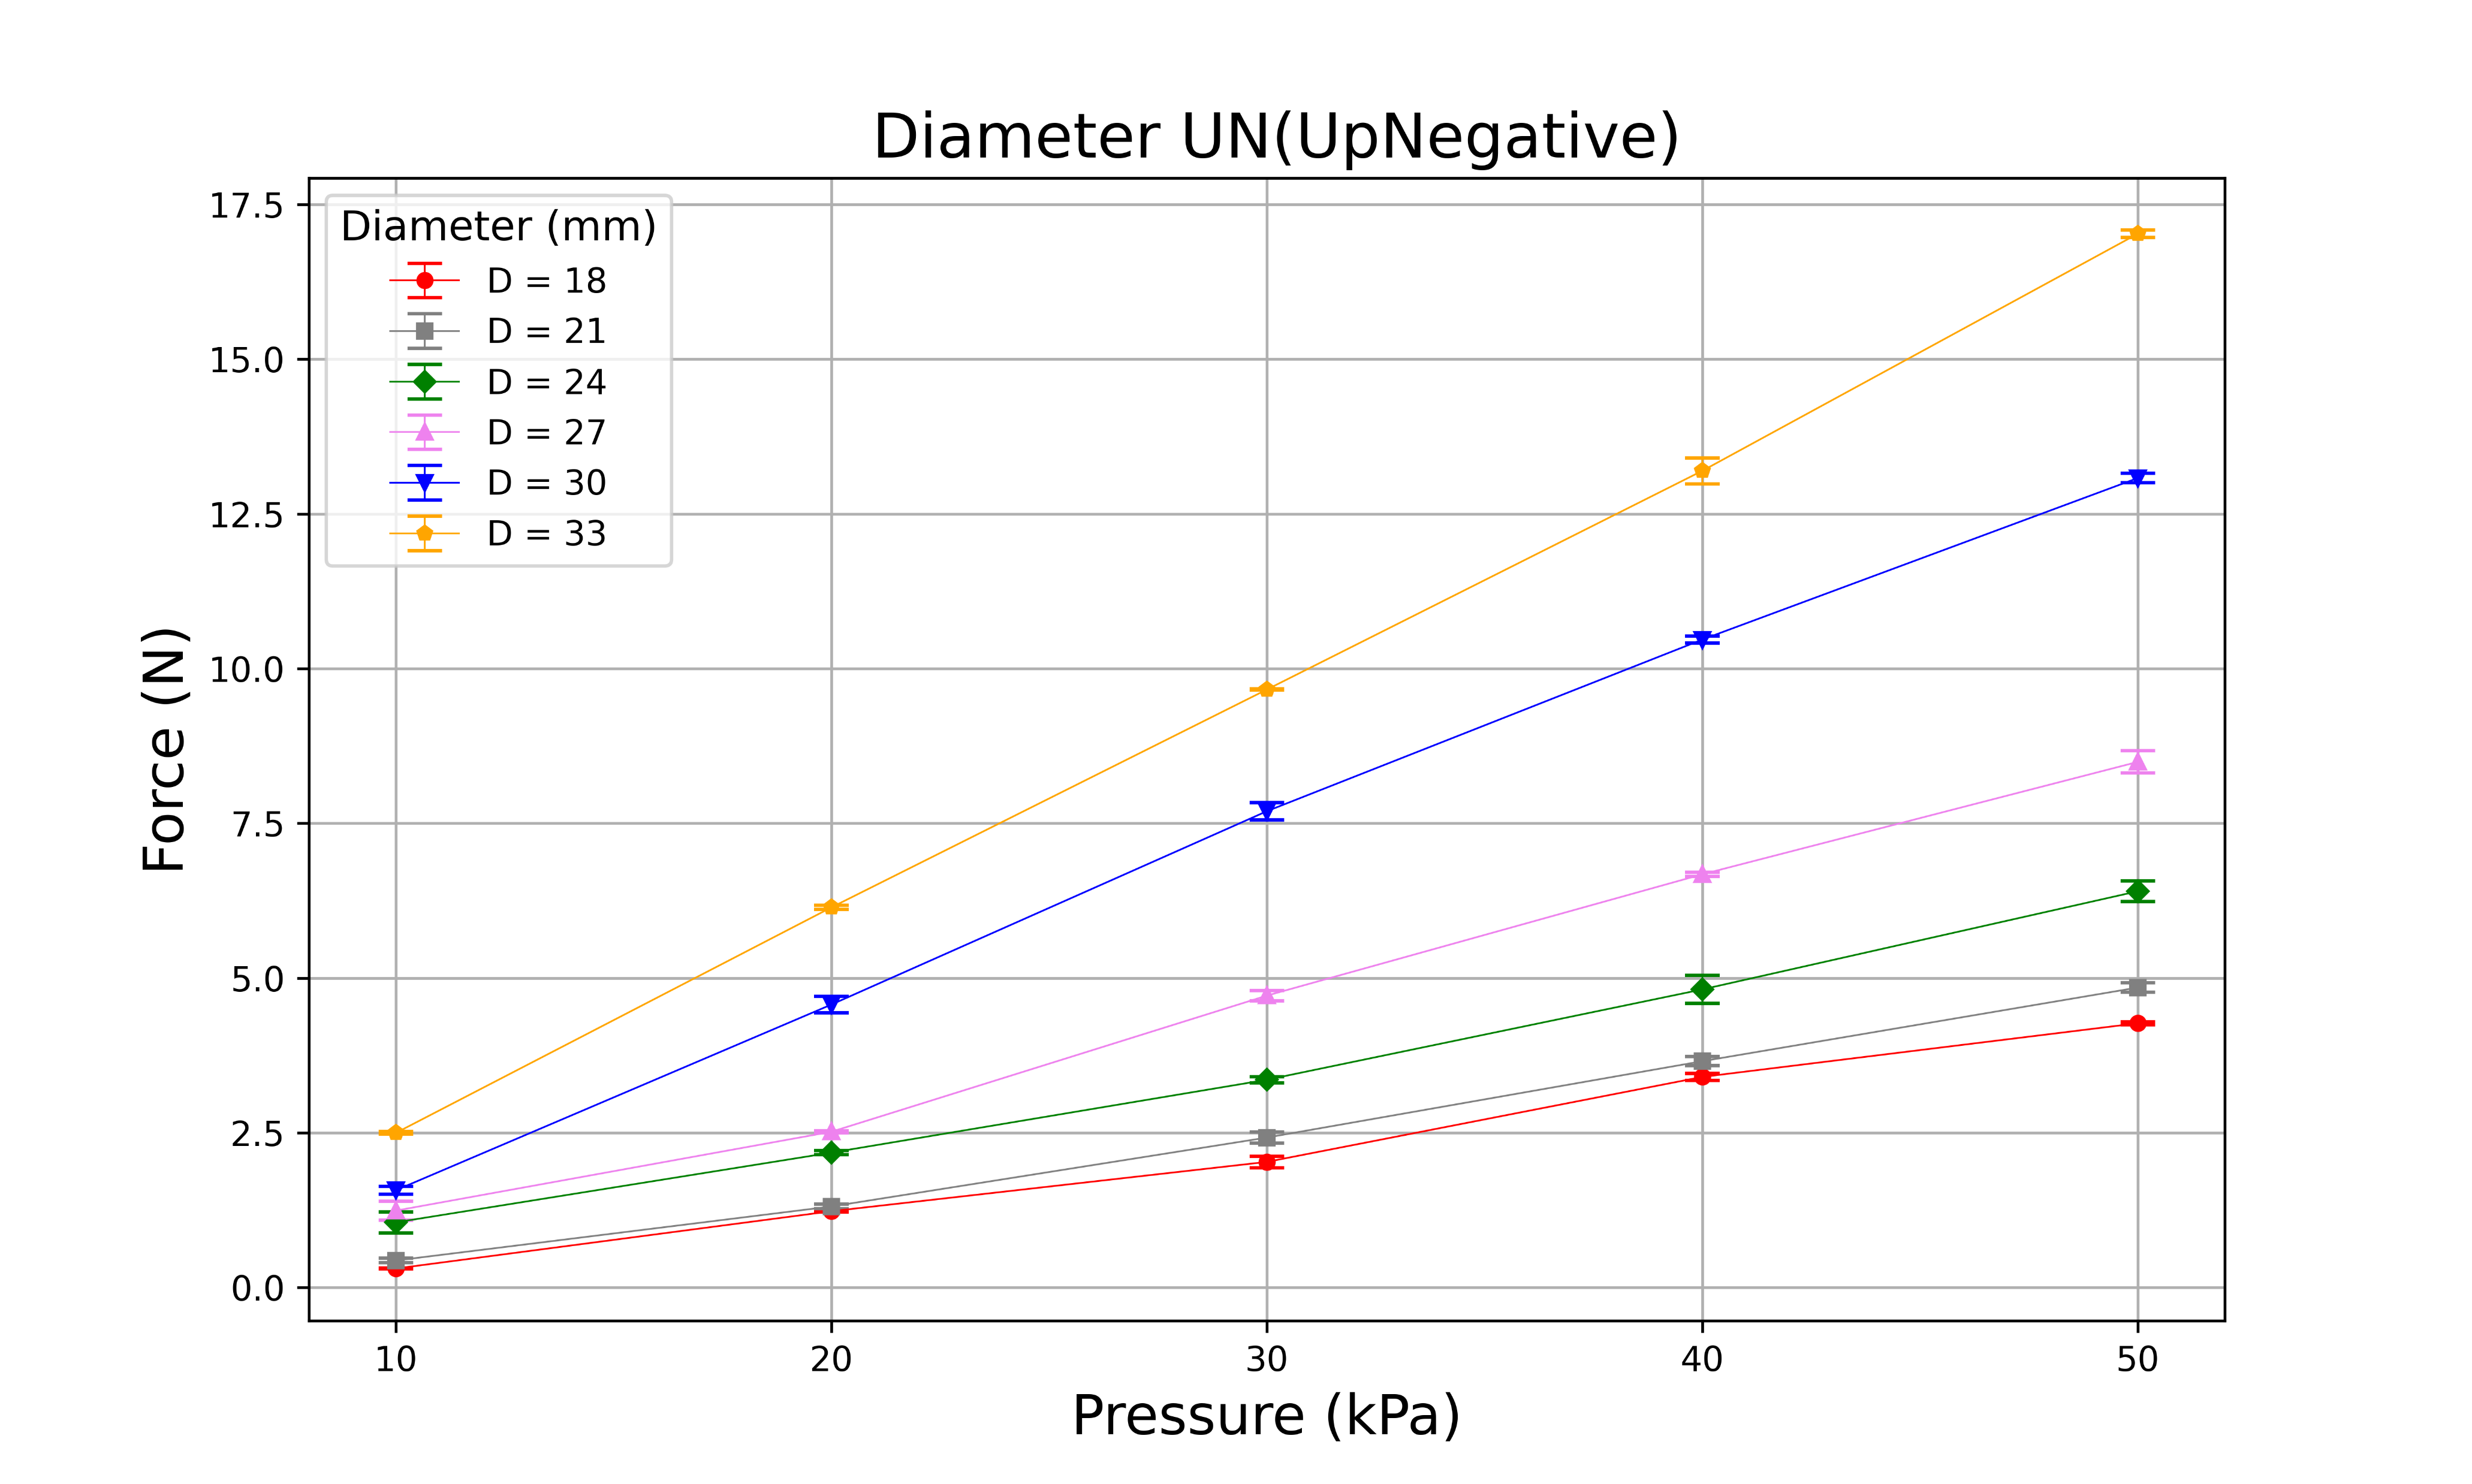 Diameter UN(UpNegative)
Diameter (mm)
D = 18
D = 21
D = 24
D = 27
D = 30
D = 33
Force (N)
17.5
15.0
12.5
10.0
7.5
5.0
2.5
0.0
10 20 30 40 50
Pressure (kPa)